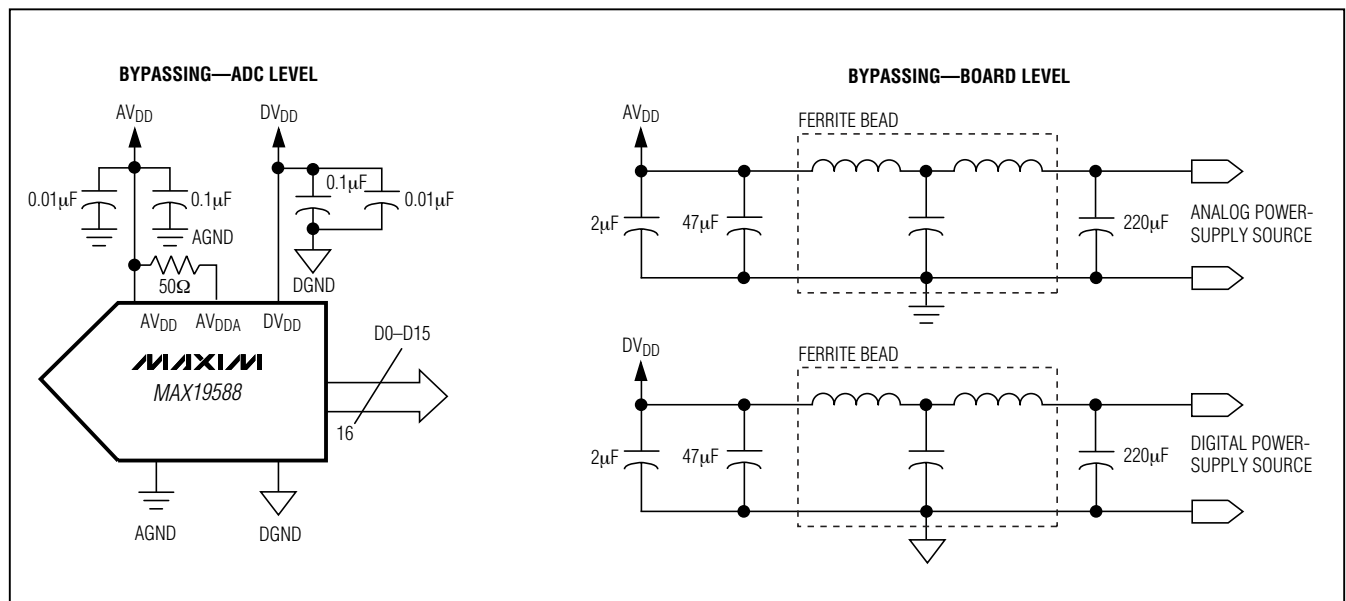 BYPASSING—ADC LEVEL
AVDD
DVDD
0.01µF
0.1µF
AGND
0.1µF
0.01µF
DGND
50Ω
AVDD
AVDDA
DVDD
MAXIM
MAX19588
D0–D15
16
AGND
DGND
BYPASSING—BOARD LEVEL
AVDD
FERRITE BEAD
2µF
47µF
220µF
ANALOG POWER-
SUPPLY SOURCE
DVDD
FERRITE BEAD
2µF
47µF
220µF
DIGITAL POWER-
SUPPLY SOURCE